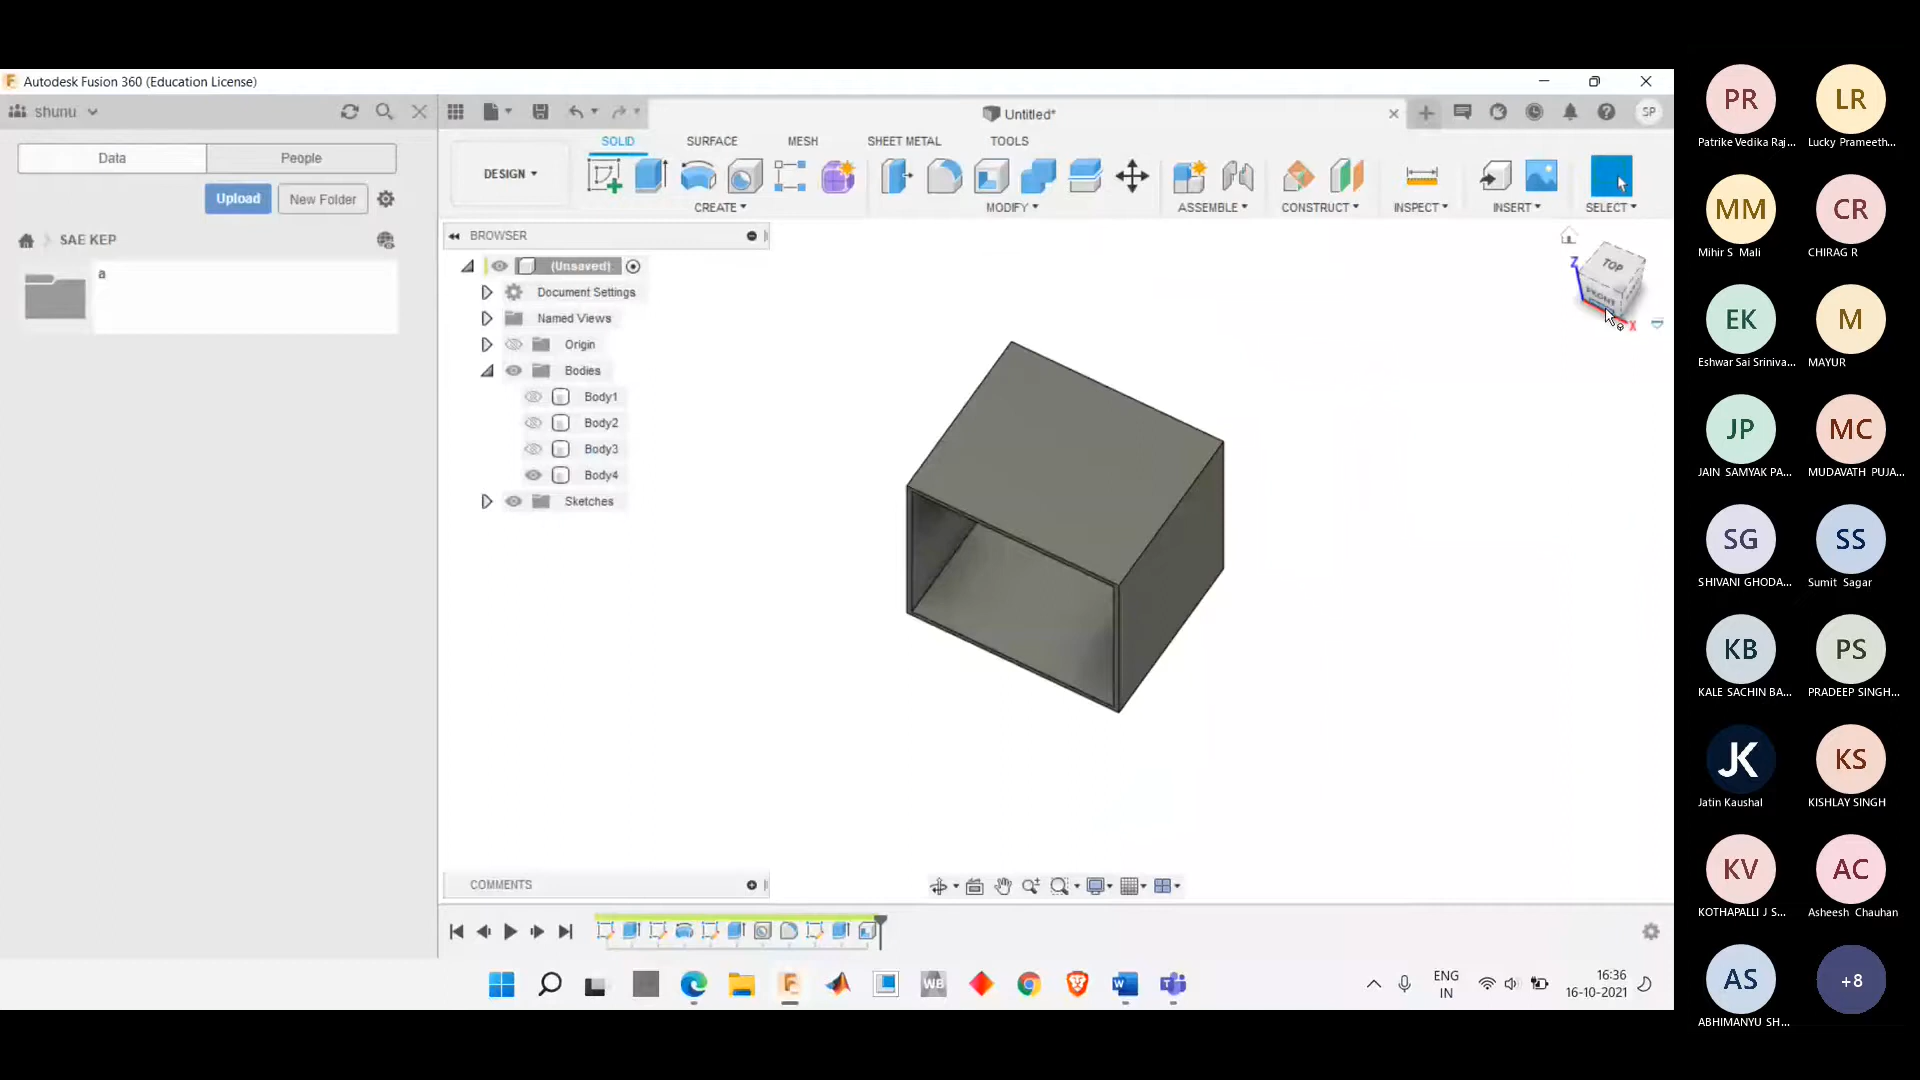 Autodesk Fusion 360 (Education License)
shunu
Untitled*
SP
Data
People
Upload
New Folder
SAE KEP
a
DESIGN
SOLID
SURFACE
MESH
SHEET METAL
TOOLS
CREATE
MODIFY
ASSEMBLE
CONSTRUCT
INSPECT
INSERT
SELECT
BROWSER
(Unsaved)
Document Settings
Named Views
Origin
Bodies
Body1
Body2
Body3
Body4
Sketches
TOP
FRONT
Z
X
COMMENTS
WB
W
ENG
IN
16:36
16-10-2021
PR
Patrike Vedika Raj...
LR
Lucky Prameeth...
MM
Mihir S Mali
CR
CHIRAG R
EK
Eshwar Sai Sriniva...
M
MAYUR
JP
JAIN SAMYAK PA...
MC
MUDAVATH PUJA...
SG
SHIVANI GHODA...
SS
Sumit Sagar
KB
KALE SACHIN BA...
PS
PRADEEP SINGH...
JK
Jatin Kaushal
KS
KISHLAY SINGH
KV
KOTHAPALLI J S...
AC
Asheesh Chauhan
AS
ABHIMANYU SH...
+8